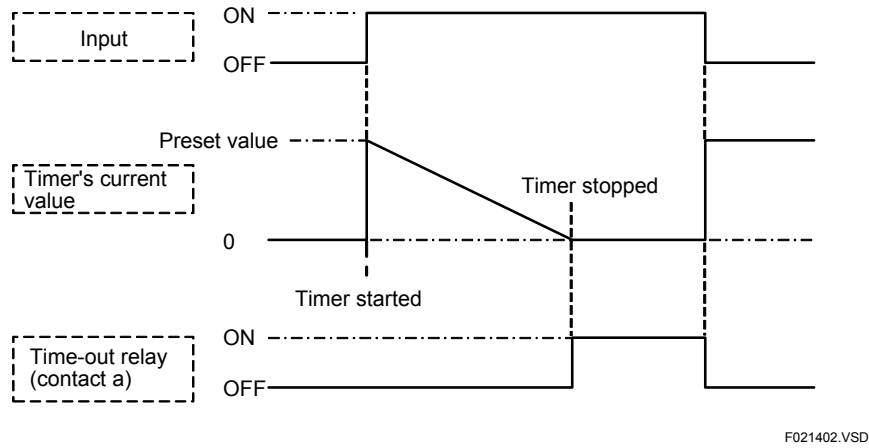 ON
Input
OFF
Preset value
Timer's current
value
Timer stopped
0
Timer started
ON
Time-out relay
(contact a)
OFF
F021402.VSD